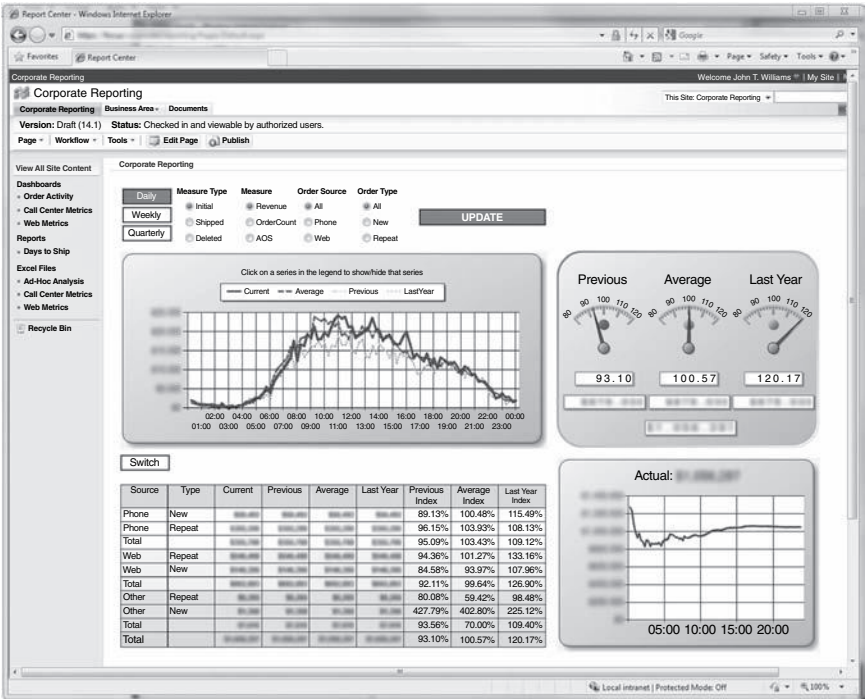 Report Center - Windows Internet Explorer
Google
Favorites Report Center
Page Safety Tools
Corporate Reporting Welcome John T. Williams | My Site |
Corporate Reporting
This Site: Corporate Reporting
Corporate Reporting Business Area Documents
Version: Draft (14.1) Status: Checked in and viewable by authorized users.
Page Workflow Tools Edit Page Publish
View All Site Content
Dashboards
Order Activity
Call Center Metrics
Web Metrics
Reports
Days to Ship
Excel Files
Ad-Hoc Analysis
Call Center Metrics
Web Metrics
Recycle Bin
Corporate Reporting
Daily
Weekly
Quarterly
Measure Type Measure Order Source Order Type
Initial Revenue All All
Shipped OrderCount Phone New
Deleted AOS Web Repeat
UPDATE
Click on a series in the legend to show/hide that series
Current Average Previous LastYear
02:00 04:00 06:00 08:00 10:00 12:00 14:00 16:00 18:00 20:00 22:00 00:00
01:00 03:00 05:00 07:00 09:00 11:00 13:00 15:00 17:00 19:00 21:00 23:00
Previous Average Last Year
80 90 100 110 120 80 90 100 110 120 80 90 100 110 120
93.10 100.57 120.17
Switch
Source Type Current Previous Average Last Year Previous Index Average Index Last Year Index
Phone New 89.13% 100.48% 115.49%
Phone Repeat 96.15% 103.93% 108.13%
Total 95.09% 103.43% 109.12%
Web Repeat 94.36% 101.27% 133.16%
Web New 84.58% 93.97% 107.96%
Total 92.11% 99.64% 126.90%
Other Repeat 80.08% 59.42% 98.48%
Other New 427.79% 402.80% 225.12%
Total 93.56% 70.00% 109.40%
Total 93.10% 100.57% 120.17%
Actual:
05:00 10:00 15:00 20:00
Local intranet | Protected Mode: Off 100%